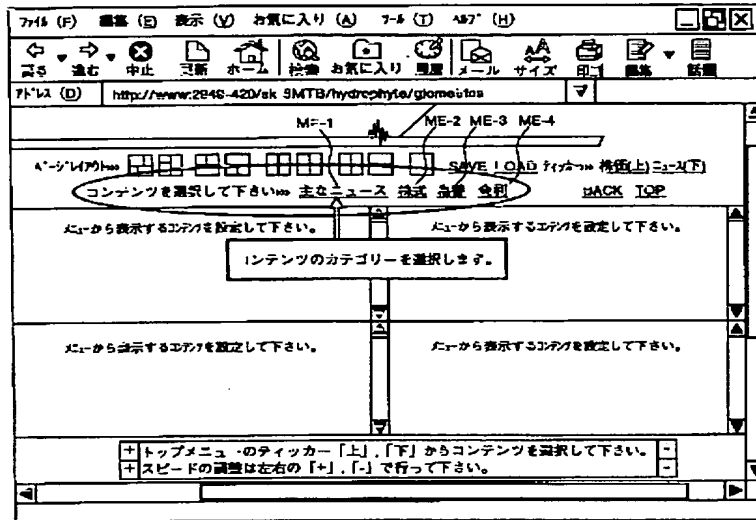 ファイル (F) 編集 (E) 表示 (V) お気に入り (A) ツール (T) ヘルプ (H)
戻る 進む 中止 更新 ホーム 検索 お気に入り 履歴 メール サイズ 印刷 編集 話題
アドレス (D) http://www.2946-420/sk
ME-1 ME-2 ME-3 ME-4
ページレイアウト»» SAVE LOAD ティッカー»» 株価(上) ニュース(下)
コンテンツを選択して下さい»» 主なニュース 株式 為替 金利 BACK TOP
メニューから表示するコンテンツを設定して下さい。 メニューから表示するコンテンツを設定して下さい。
コンテンツのカテゴリーを選択します。
メニューから表示するコンテンツを設定して下さい。 メニューから表示するコンテンツを設定して下さい。
+ トップメニューのティッカー「上」,「下」からコンテンツを選択して下さい。 -
+ スピードの調整は左右の「+」,「-」で行って下さい。 -